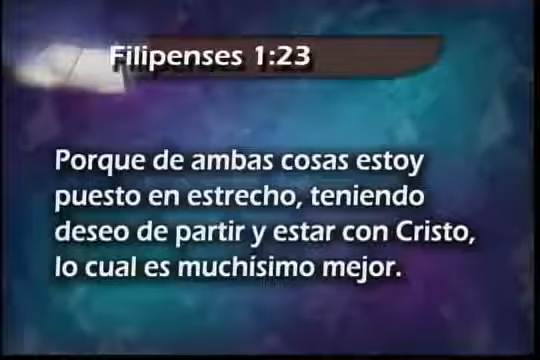 Filipenses 1:23
Porque de ambas cosas estoy
puesto en estrecho, teniendo
deseo de partir y estar con Cristo,
lo cual es muchísimo mejor.